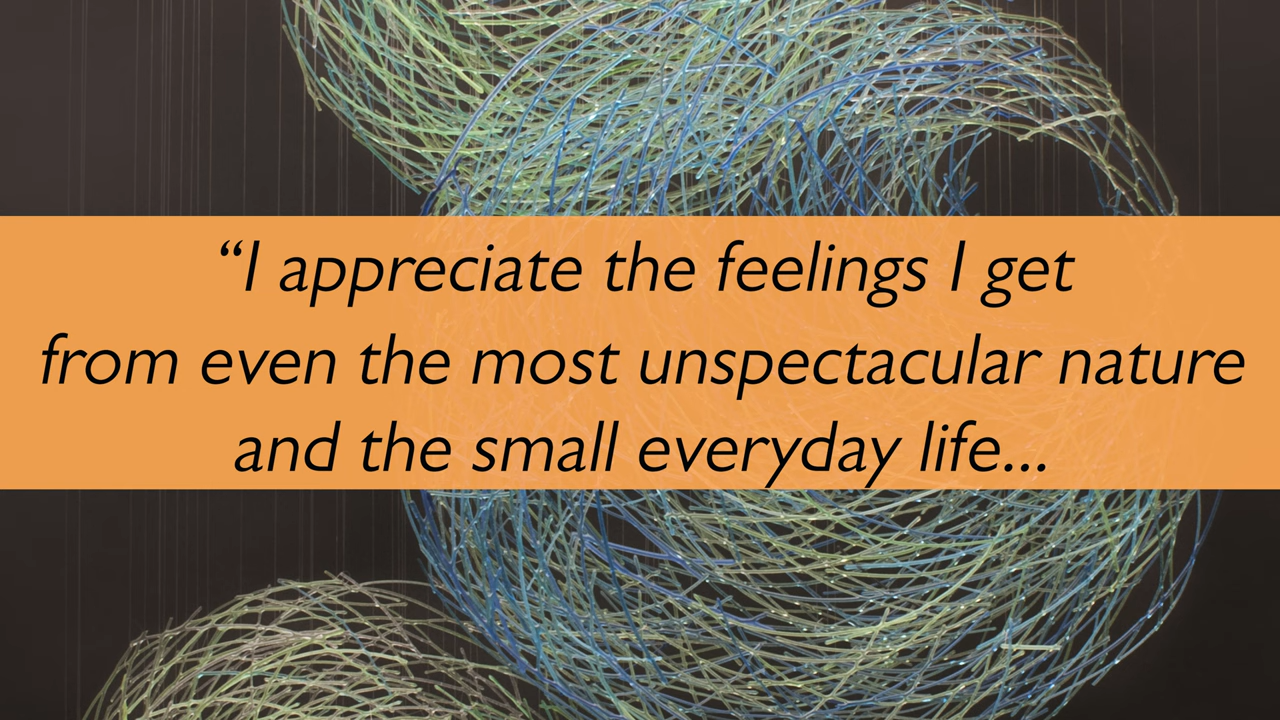 “I appreciate the feelings I get
from even the most unspectacular nature
and the small everyday life...